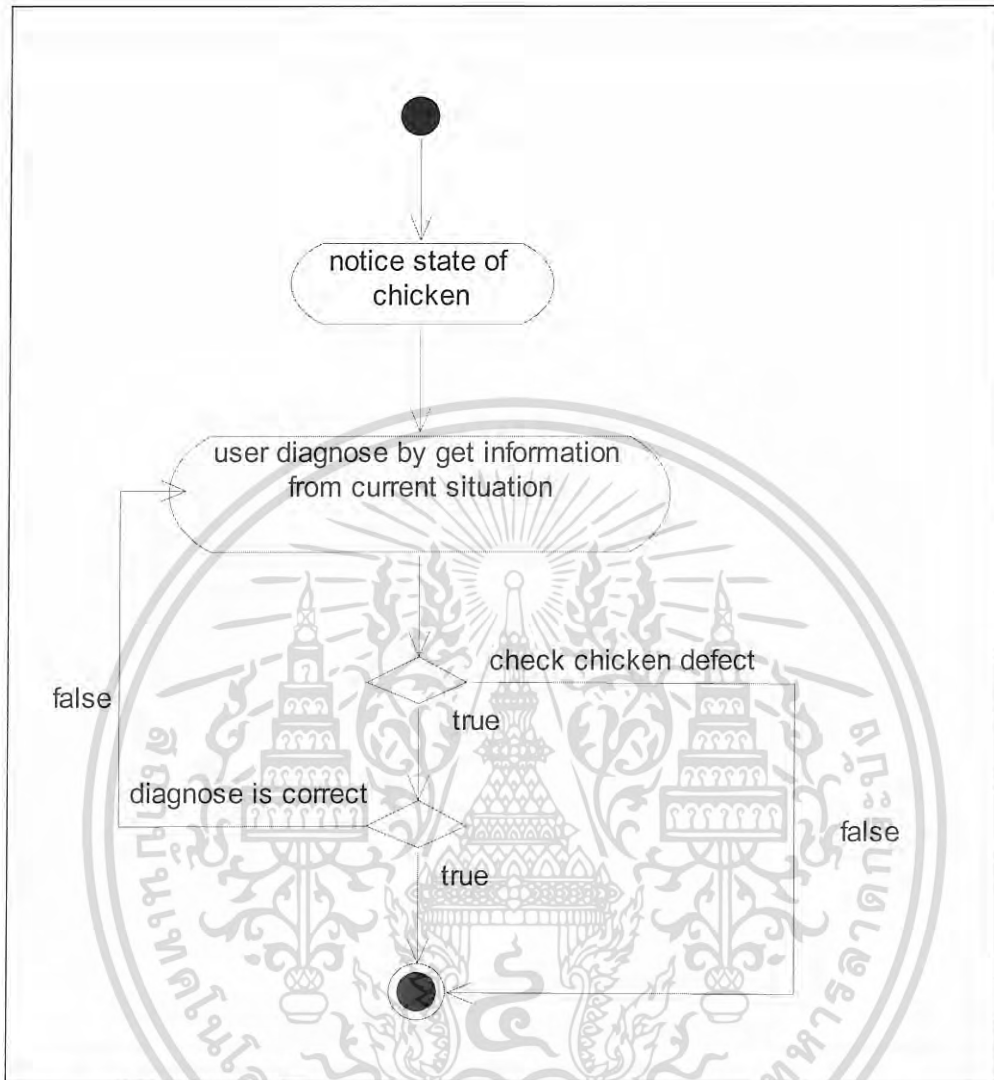 notice state of
chicken
user diagnose by get information
from current situation
check chicken defect
false
true
diagnose is correct
false
true